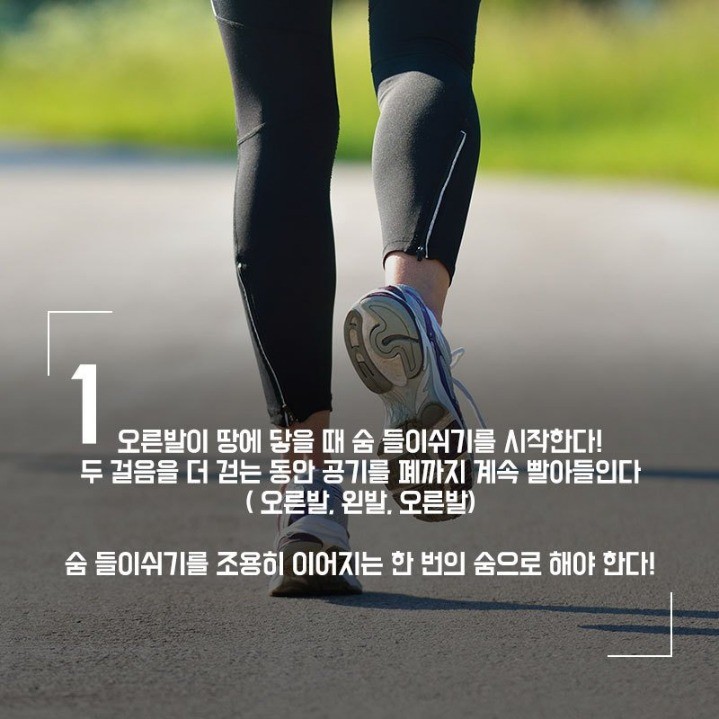 1
오른발이 땅에 닿을 때 숨 들이쉬기를 시작한다!
두 걸음을 더 걷는 동안 공기를 폐까지 계속 빨아들인다
( 오른발, 왼발, 오른발)
숨 들이쉬기를 조용히 이어지는 한 번의 숨으로 해야 한다!